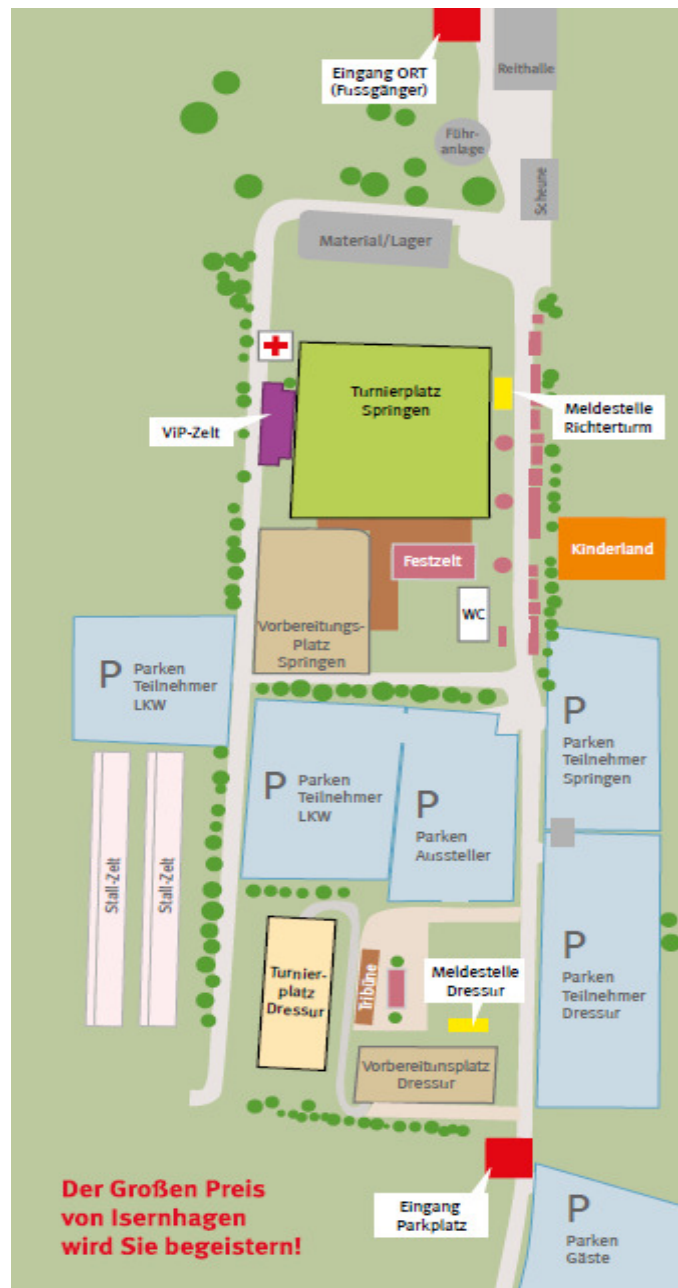 Eingang ORT
(Fussgänger)
Reithalle
Führ-
anlage
Scheune
Material/Lager
Turnierplatz
Springen
Meldestelle
Richterturm
ViP-Zelt
Kinderland
Festzelt
WC
Vorbereitungs-
Platz
Springen
P Parken
Teilnehmer
LKW
P
Parken
Teilnehmer
Springen
P Parken
Teilnehmer
LKW
P
Parken
Aussteller
Stall-Zelt
Stall-Zelt
Turnier-
platz
Dressur
Tribüne
Meldestelle
Dressur
P
Parken
Teilnehmer
Dressur
Vorbereitunsplatz
Dressur
Eingang
Parkplatz
P
Parken
Gäste
Der Großen Preis
von Isernhagen
wird Sie begeistern!